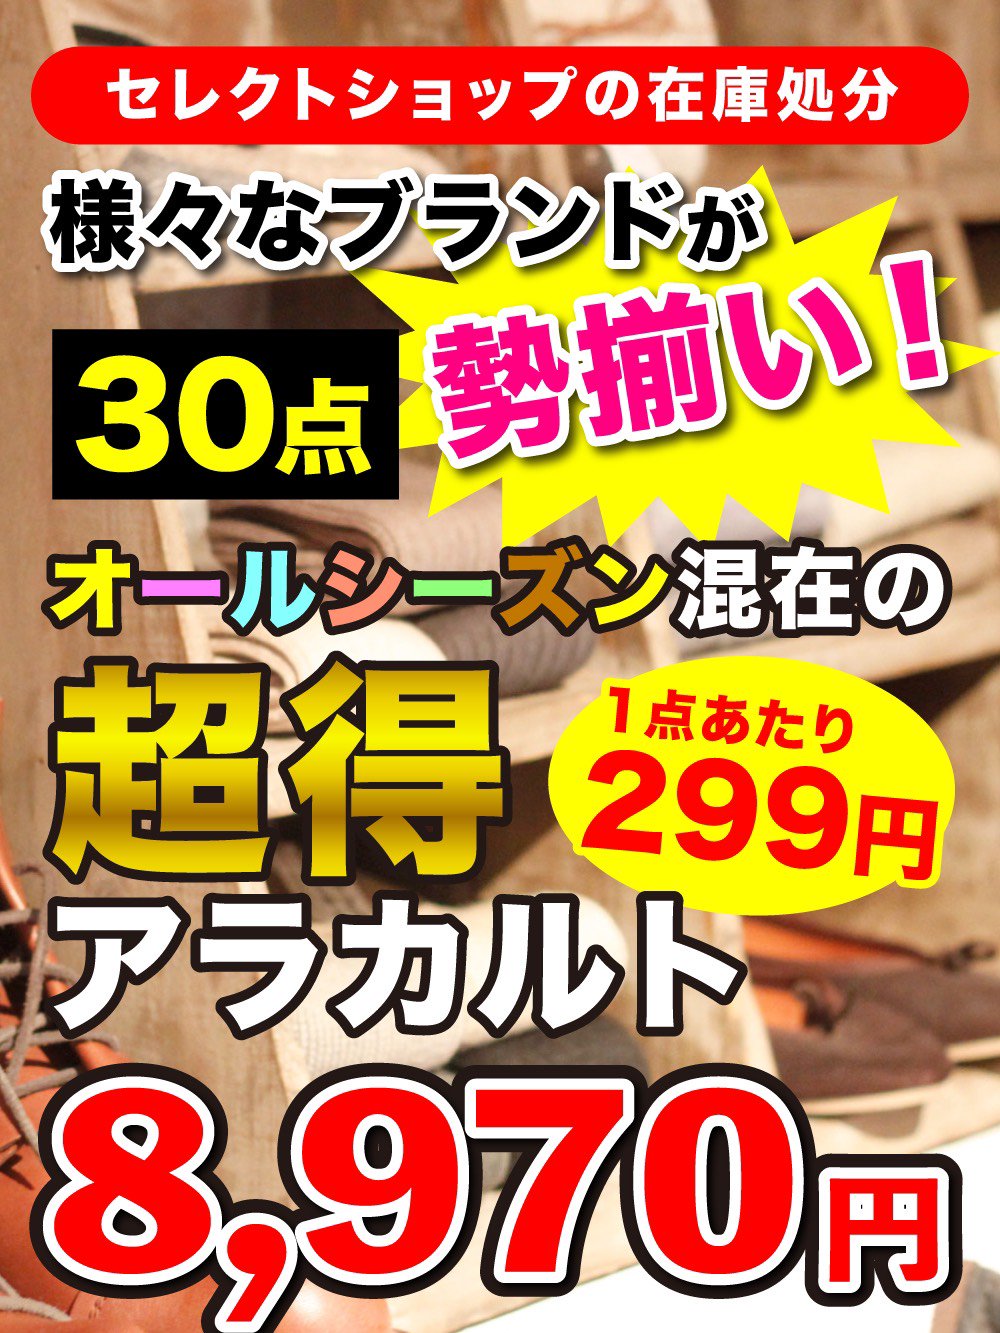 セレクトショップの在庫処分
様々なブランドが
勢揃い！
30点
オールシーズン混在の
超得
1点あたり
299円
アラカルト
8,970円